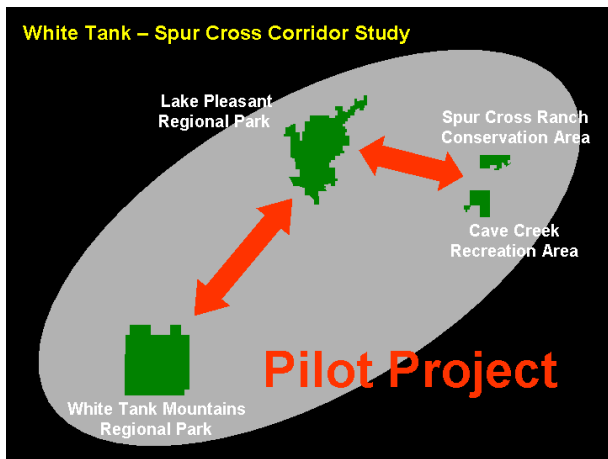 White Tank – Spur Cross Corridor Study
Lake Pleasant
Regional Park
Spur Cross Ranch
Conservation Area
Cave Creek
Recreation Area
Pilot Project
White Tank Mountains
Regional Park